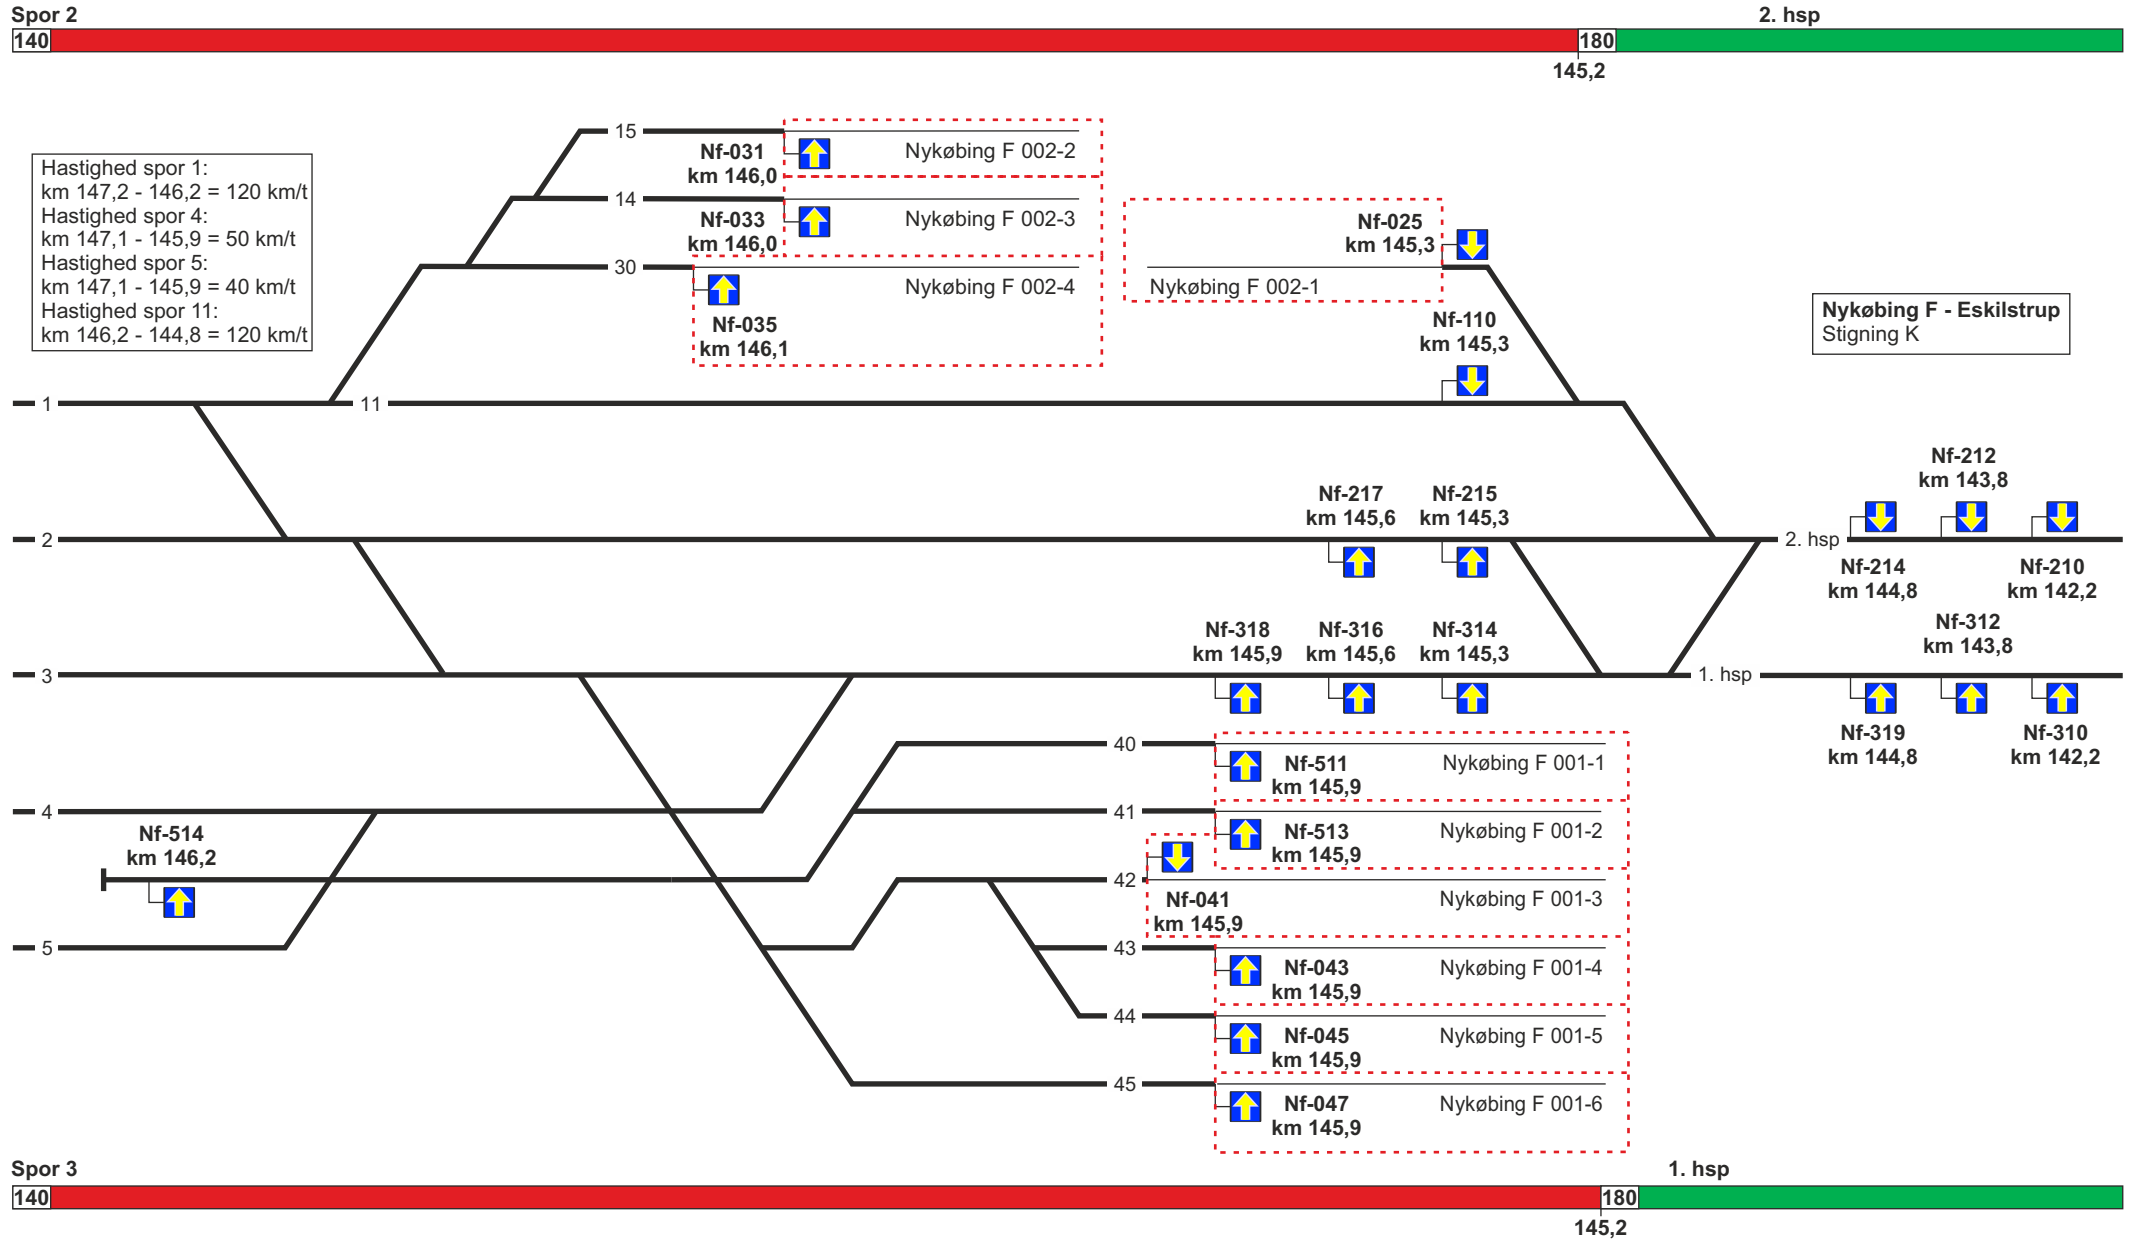 Spor 2
2. hsp
140
180
145,2
Hastighed spor 1:
km 147,2 - 146,2 = 120 km/t
Hastighed spor 4:
km 147,1 - 145,9 = 50 km/t
Hastighed spor 5:
km 147,1 - 145,9 = 40 km/t
Hastighed spor 11:
km 146,2 - 144,8 = 120 km/t
15
Nf-031
km 146,0
Nykøbing F 002-2
14
Nf-033
km 146,0
Nykøbing F 002-3
30
Nf-035
km 146,1
Nykøbing F 002-4
Nf-025
km 145,3
Nykøbing F 002-1
Nf-110
km 145,3
Nykøbing F - Eskilstrup
Stigning K
1
11
Nf-217
km 145,6
Nf-215
km 145,3
Nf-212
km 143,8
2
2. hsp
Nf-214
km 144,8
Nf-210
km 142,2
Nf-318
km 145,9
Nf-316
km 145,6
Nf-314
km 145,3
Nf-312
km 143,8
3
1. hsp
Nf-319
km 144,8
Nf-310
km 142,2
40
Nf-511
km 145,9
Nykøbing F 001-1
4
41
Nf-513
km 145,9
Nykøbing F 001-2
Nf-514
km 146,2
42
Nf-041
km 145,9
Nykøbing F 001-3
5
43
Nf-043
km 145,9
Nykøbing F 001-4
44
Nf-045
km 145,9
Nykøbing F 001-5
45
Nf-047
km 145,9
Nykøbing F 001-6
Spor 3
1. hsp
140
180
145,2